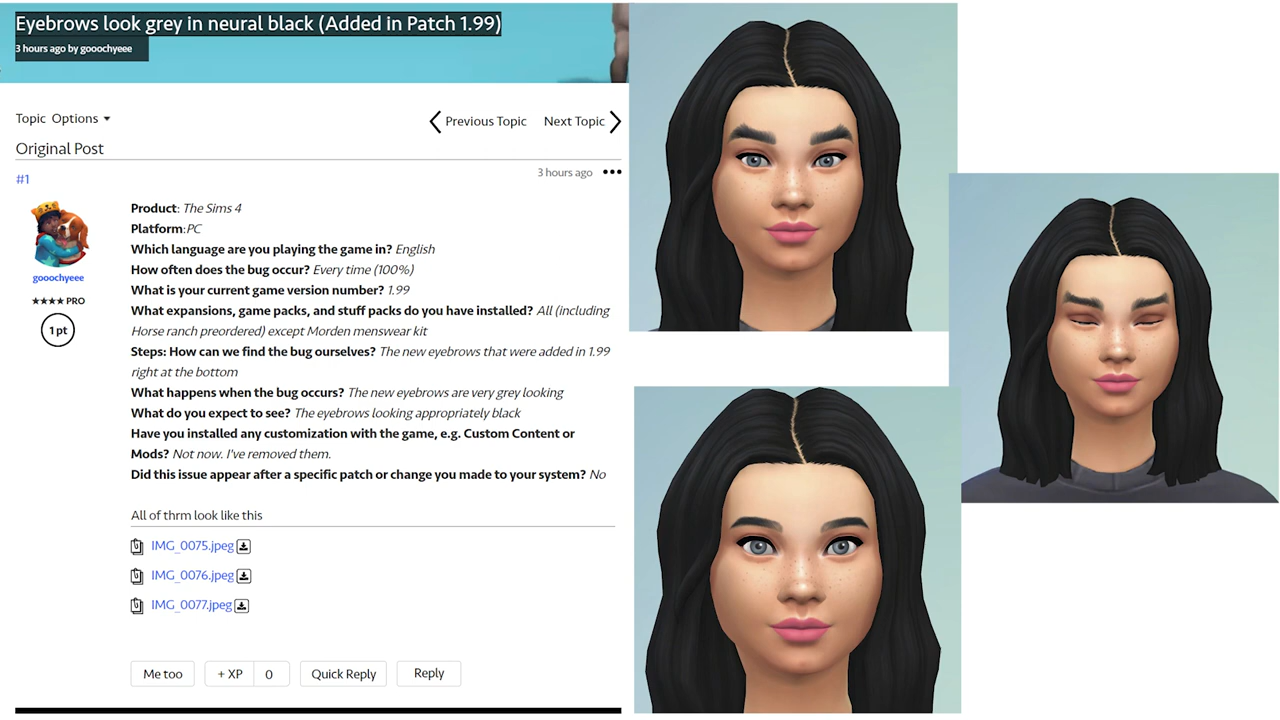 Eyebrows look grey in neural black (Added in Patch 1.99)
3 hours ago by gooochyeee
Topic Options
Previous Topic
Next Topic
Original Post
#1
3 hours ago
gooochyeee
★★★★ PRO
1 pt
Product: The Sims 4
Platform:PC
Which language are you playing the game in? English
How often does the bug occur? Every time (100%)
What is your current game version number? 1.99
What expansions, game packs, and stuff packs do you have installed? All (including
Horse ranch preordered) except Morden menswear kit
Steps: How can we find the bug ourselves? The new eyebrows that were added in 1.99
right at the bottom
What happens when the bug occurs? The new eyebrows are very grey looking
What do you expect to see? The eyebrows looking appropriately black
Have you installed any customization with the game, e.g. Custom Content or
Mods? Not now. I've removed them.
Did this issue appear after a specific patch or change you made to your system? No
All of thrm look like this
IMG_0075.jpeg
IMG_0076.jpeg
IMG_0077.jpeg
Me too
+ XP
0
Quick Reply
Reply